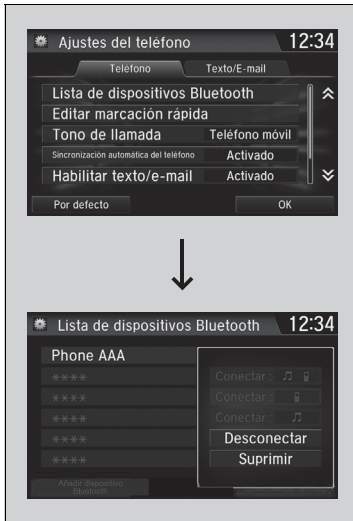 Ajustes del teléfono 12:34
Teléfono Texto/E-mail
Lista de dispositivos Bluetooth
Editar marcación rápida
Tono de llamada Teléfono móvil
Sincronización automática del teléfono Activado
Habilitar texto/e-mail Activado
Por defecto OK
Lista de dispositivos Bluetooth 12:34
Phone AAA
****
Conectar :
****
Conectar :
****
Conectar :
****
Desconectar
****
Suprimir
Añadir dispositivo
Bluetooth